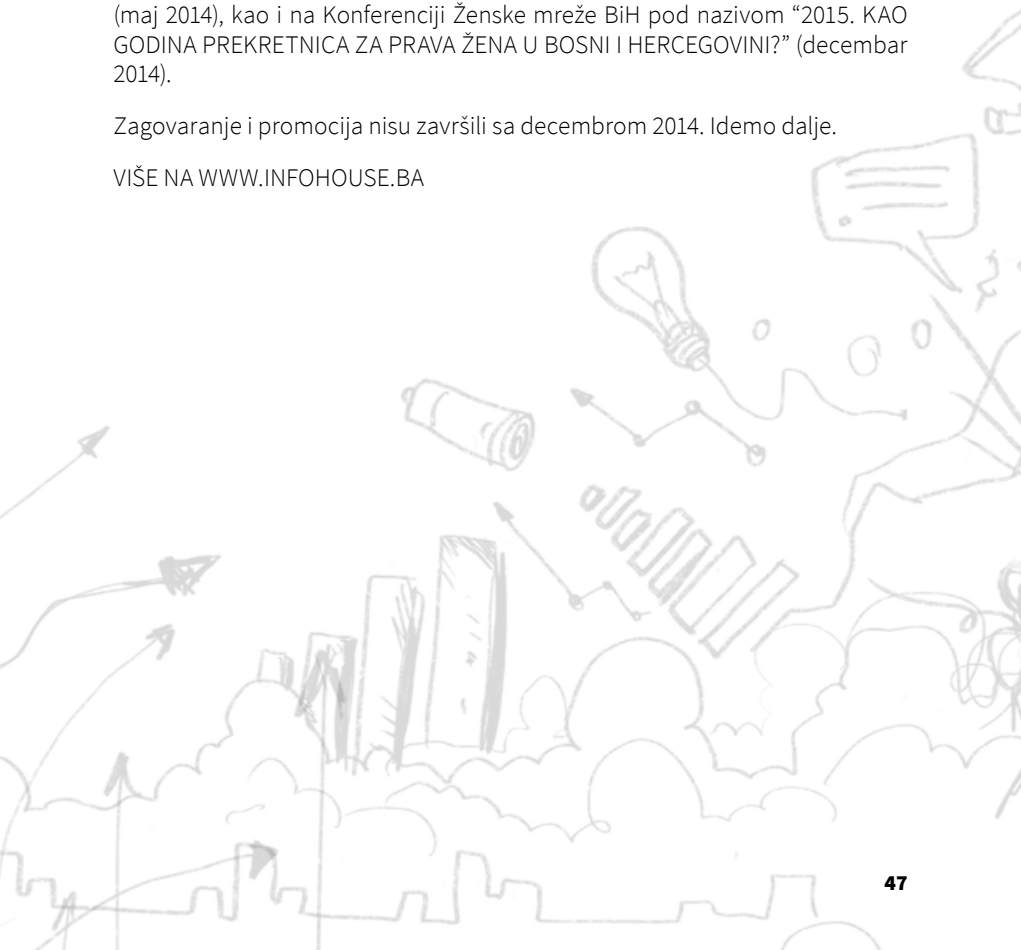 (maj 2014), kao i na Konferenciji Ženske mreže BiH pod nazivom “2015. KAO
GODINA PREKRETNICA ZA PRAVA ŽENA U BOSNI I HERCEGOVINI?” (decembar
2014).
Zagovaranje i promocija nisu završili sa decembrom 2014. Idemo dalje.
VIŠE NA WWW.INFOHOUSE.BA
47